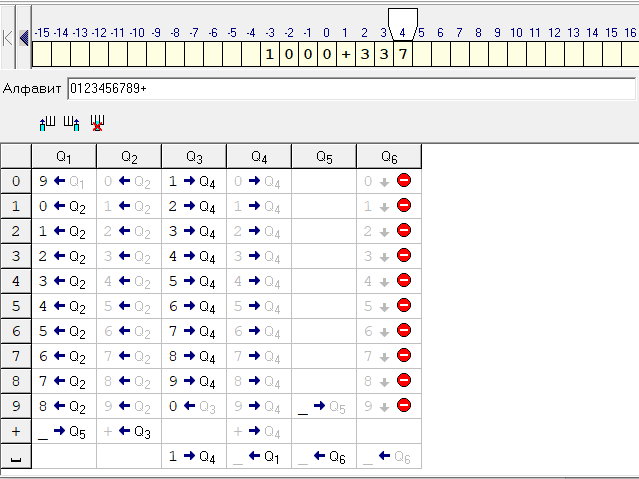 -15 -14 -13 -12 -11 -10 -9 -8 -7 -6 -5 -4 -3 -2 -1 0 1 2 3 4 5 6 7 8 9 10 11 12 13 14 15 16
1 0 0 0 + 3 3 7
Алфавит 0123456789+
Q1 Q2 Q3 Q4 Q5 Q6
0 9 ← Q1 0 ← Q2 1 → Q4 0 → Q4 0 ↓
1 0 ← Q2 1 ← Q2 2 → Q4 1 → Q4 1 ↓
2 1 ← Q2 2 ← Q2 3 → Q4 2 → Q4 2 ↓
3 2 ← Q2 3 ← Q2 4 → Q4 3 → Q4 3 ↓
4 3 ← Q2 4 ← Q2 5 → Q4 4 → Q4 4 ↓
5 4 ← Q2 5 ← Q2 6 → Q4 5 → Q4 5 ↓
6 5 ← Q2 6 ← Q2 7 → Q4 6 → Q4 6 ↓
7 6 ← Q2 7 ← Q2 8 → Q4 7 → Q4 7 ↓
8 7 ← Q2 8 ← Q2 9 → Q4 8 → Q4 8 ↓
9 8 ← Q2 9 ← Q2 0 ← Q3 9 → Q4 _ → Q5 9 ↓
+ _ → Q5 + ← Q3 + → Q4
⎵ 1 → Q4 _ ← Q1 _ ← Q6 _ ← Q6